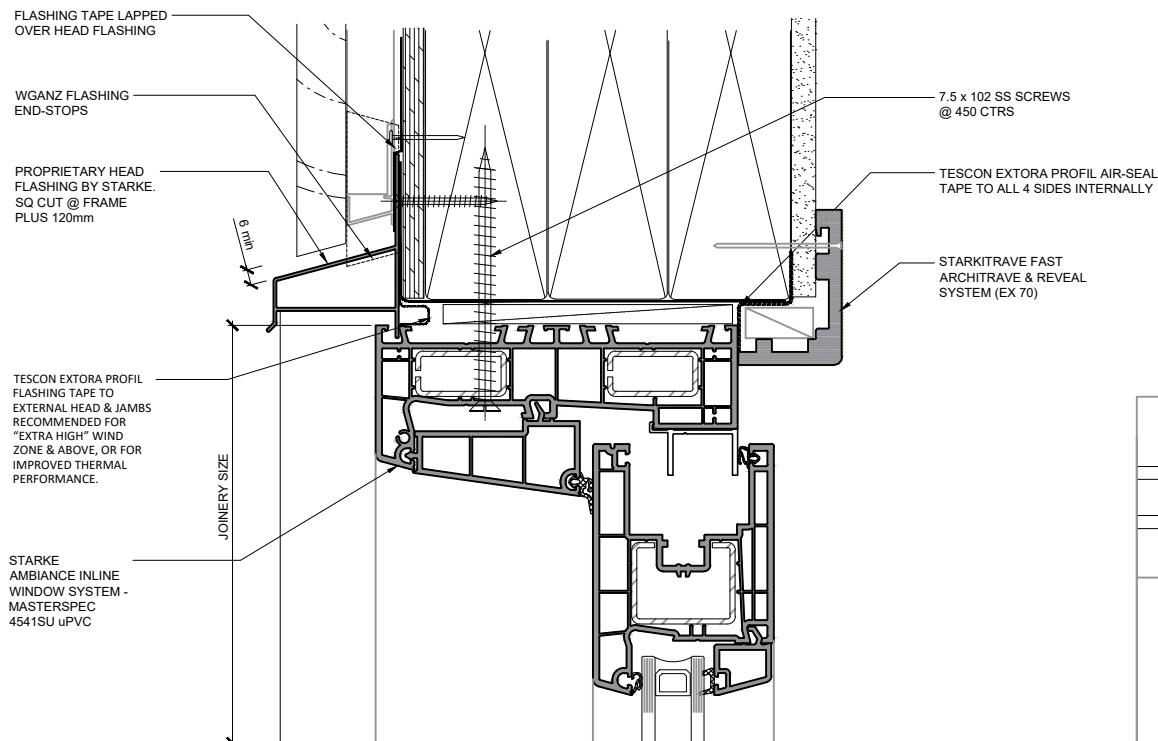 FLASHING TAPE LAPPED
OVER HEAD FLASHING
WGANZ FLASHING
END-STOPS
PROPRIETARY HEAD
FLASHING BY STARKE.
SQ CUT @ FRAME
PLUS 120mm
6 min
TESCON EXTORA PROFIL
FLASHING TAPE TO
EXTERNAL HEAD & JAMBS
RECOMMENDED FOR
"EXTRA HIGH" WIND
ZONE & ABOVE, OR FOR
IMPROVED THERMAL
PERFORMANCE.
JOINERY SIZE
STARKE
AMBIANCE INLINE
WINDOW SYSTEM -
MASTERSPEC
4541SU uPVC
7.5 x 102 SS SCREWS
@ 450 CTRS
TESCON EXTORA PROFIL AIR-SEAL
TAPE TO ALL 4 SIDES INTERNALLY
STARKITRAVE FAST
ARCHITRAVE & REVEAL
SYSTEM (EX 70)